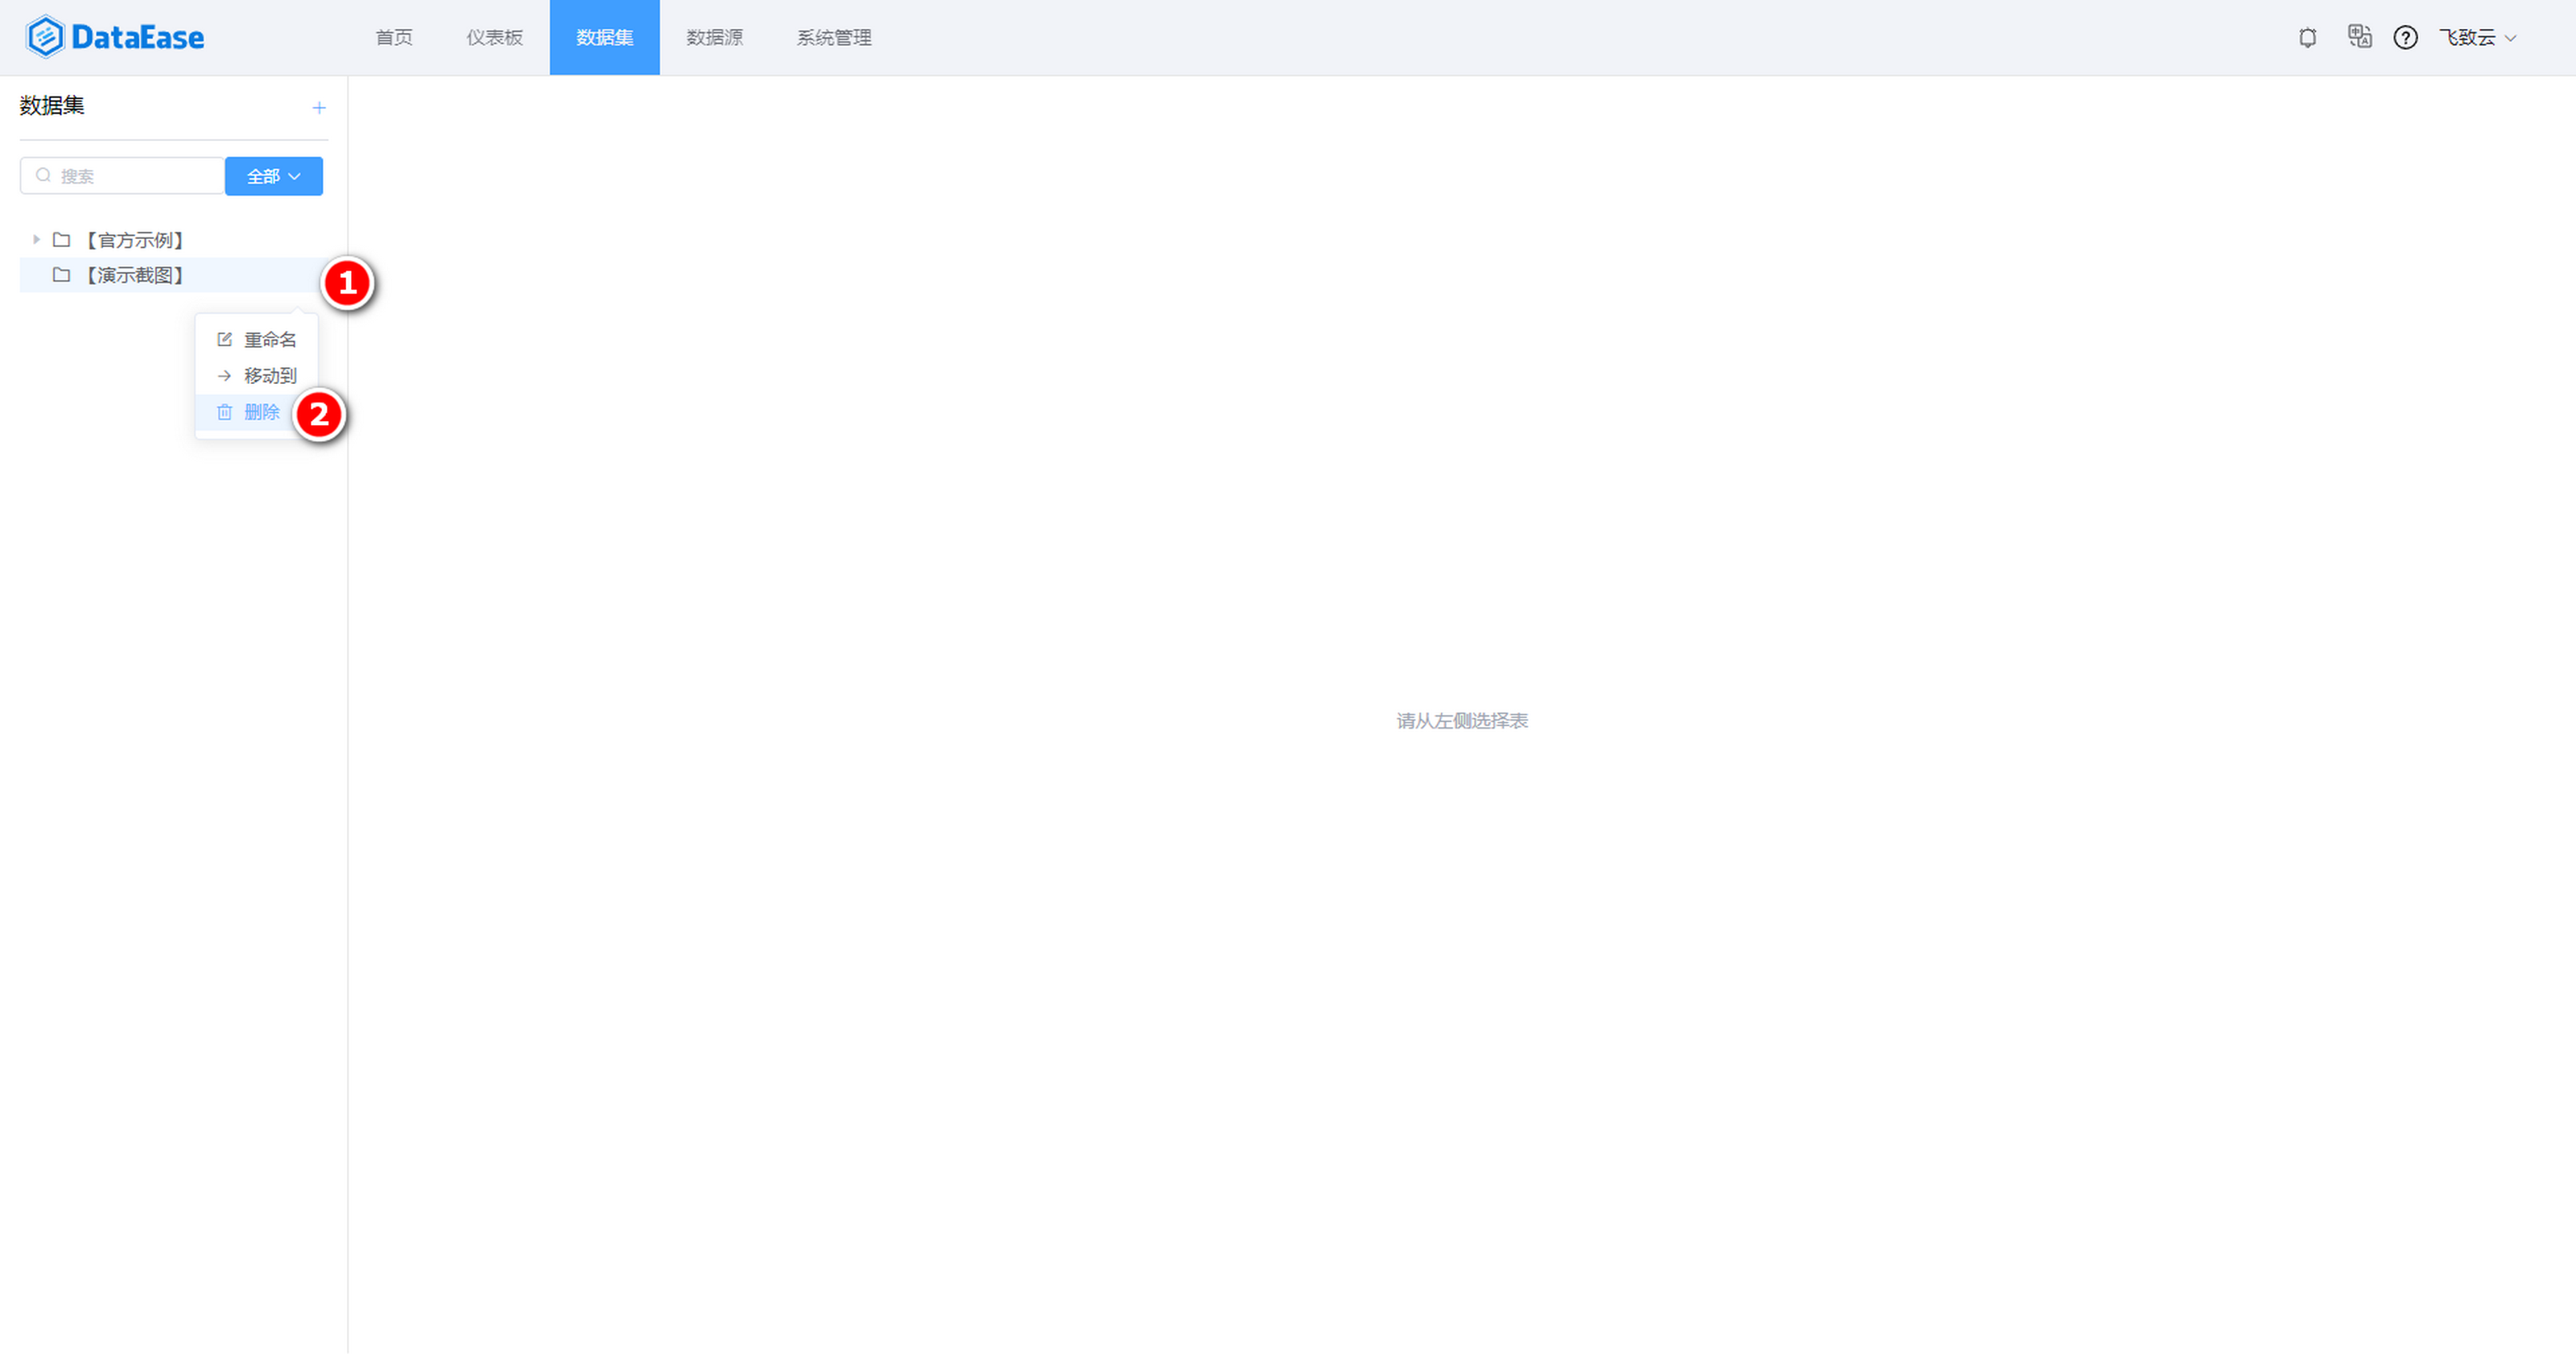 DataEase 首页 仪表板 数据集 数据源 系统管理 飞致云
数据集
搜索 全部
【官方示例】
【演示截图】
1
重命名
移动到
删除
2
请从左侧选择表